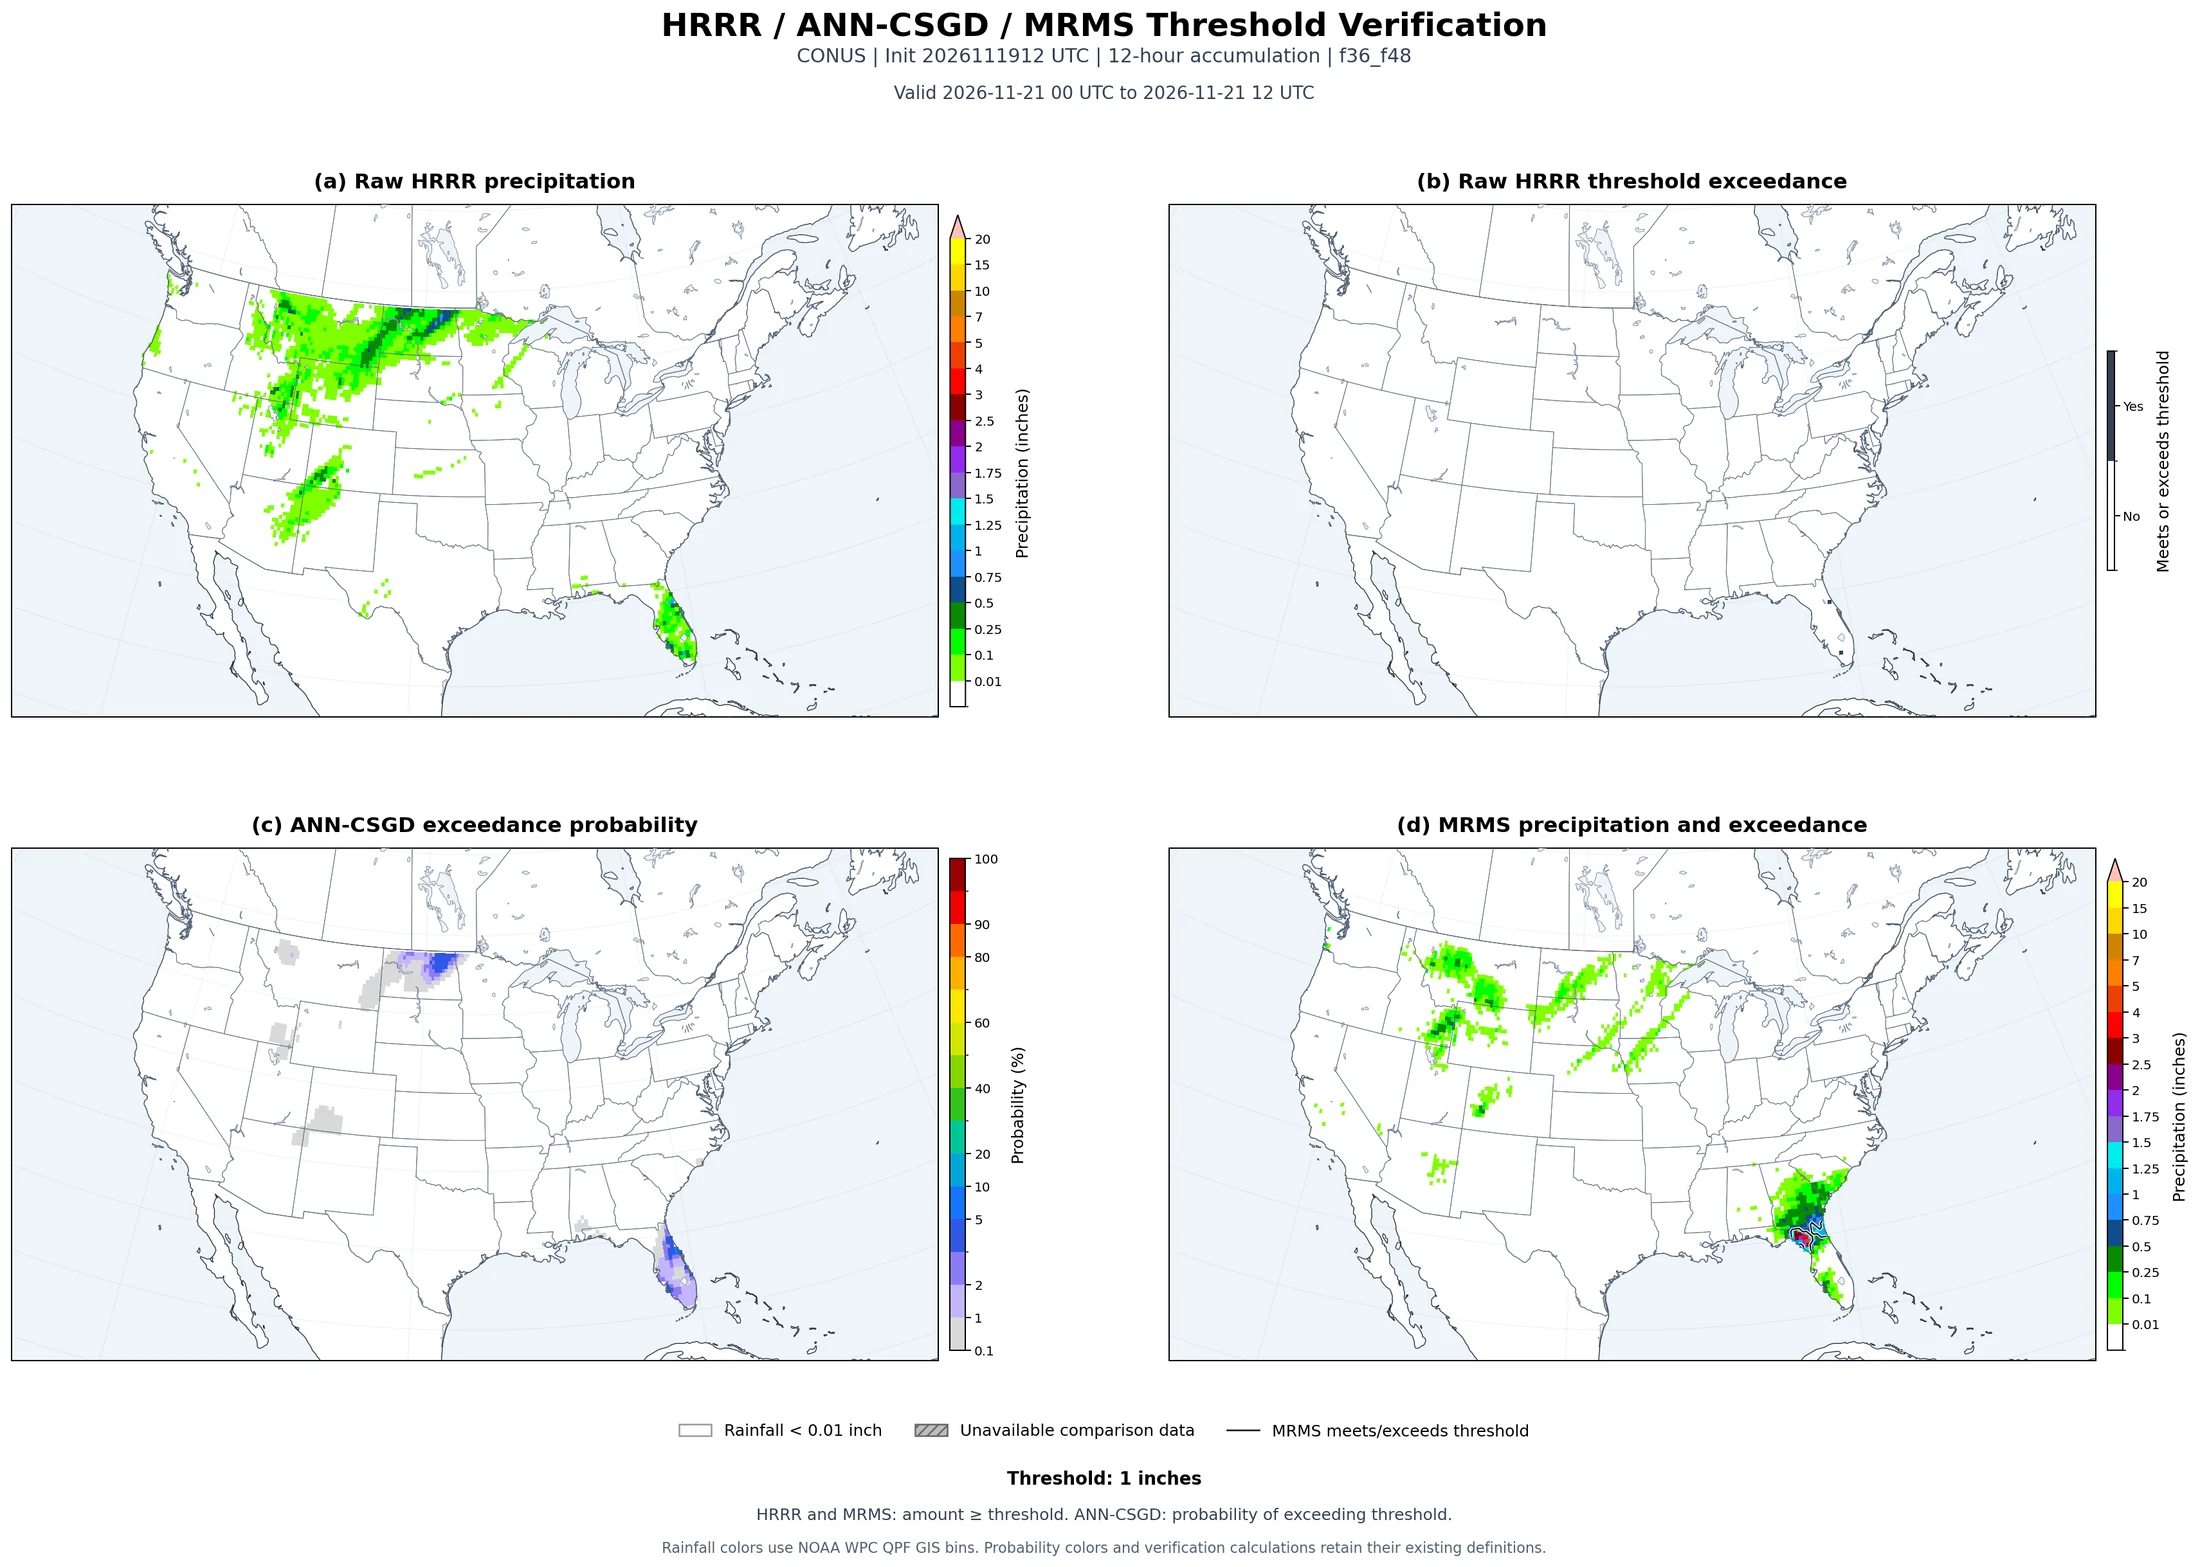 HRRR / ANN-CSGD / MRMS Threshold Verification
CONUS | Init 2026111912 UTC | 12-hour accumulation | f36_f48
Valid 2026-11-21 00 UTC to 2026-11-21 12 UTC
(a) Raw HRRR precipitation
20
15
10
7
5
4
3
2.5
2
1.75
1.5
1.25
1
0.75
0.5
0.25
0.1
0.01
Precipitation (inches)
(b) Raw HRRR threshold exceedance
Yes
No
Meets or exceeds threshold
(c) ANN-CSGD exceedance probability
100
90
80
60
40
20
10
5
2
1
0.1
Probability (%)
(d) MRMS precipitation and exceedance
20
15
10
7
5
4
3
2.5
2
1.75
1.5
1.25
1
0.75
0.5
0.25
0.1
0.01
Precipitation (inches)
Rainfall < 0.01 inch
Unavailable comparison data
MRMS meets/exceeds threshold
Threshold: 1 inches
HRRR and MRMS: amount ≥ threshold. ANN-CSGD: probability of exceeding threshold.
Rainfall colors use NOAA WPC QPF GIS bins. Probability colors and verification calculations retain their existing definitions.